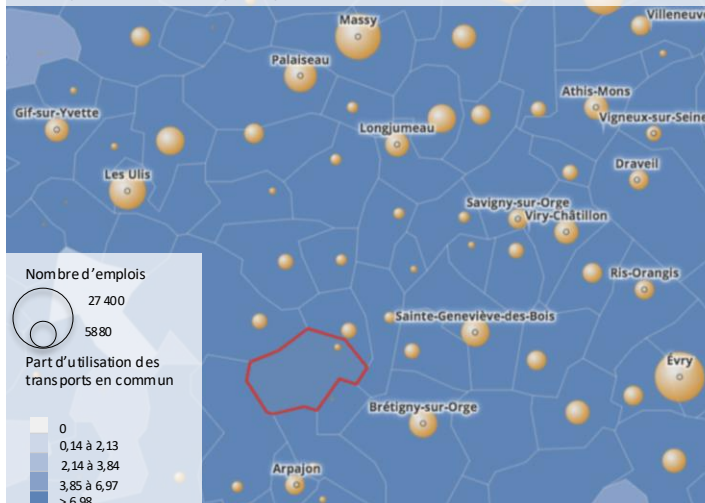 Massy
Villeneuve
Palaiseau
Athis-Mons
Gif-sur-Yvette
Vigneux-sur-Seine
Longjumeau
Draveil
Les Ulis
Savigny-sur-Orge
Viry-Châtillon
Ris-Orangis
Sainte-Geneviève-des-Bois
Évry
Brétigny-sur-Orge
Arpajon
Nombre d'emplois
27 400
5880
Part d'utilisation des
transports en commun
0
0,14 à 2,13
2,14 à 3,84
3,85 à 6,97
> 6,98